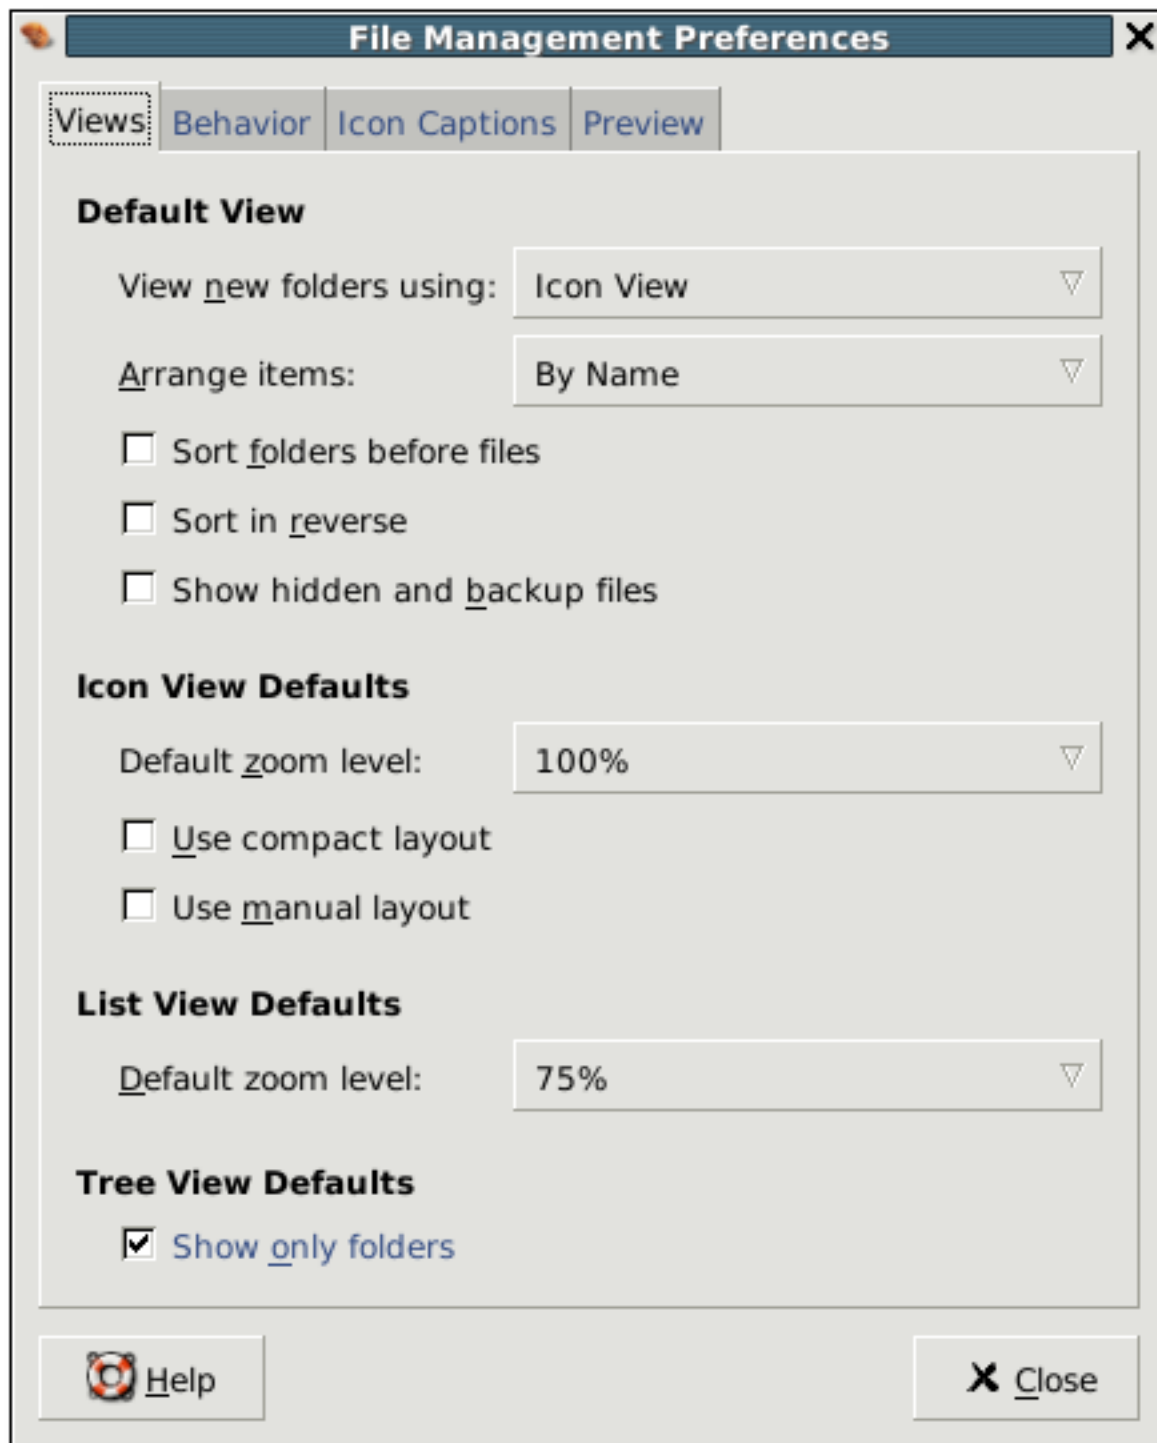 File Management Preferences
Views Behavior Icon Captions Preview
Default View
View new folders using: Icon View
Arrange items: By Name
Sort folders before files
Sort in reverse
Show hidden and backup files
Icon View Defaults
Default zoom level: 100%
Use compact layout
Use manual layout
List View Defaults
Default zoom level: 75%
Tree View Defaults
Show only folders
Help Close